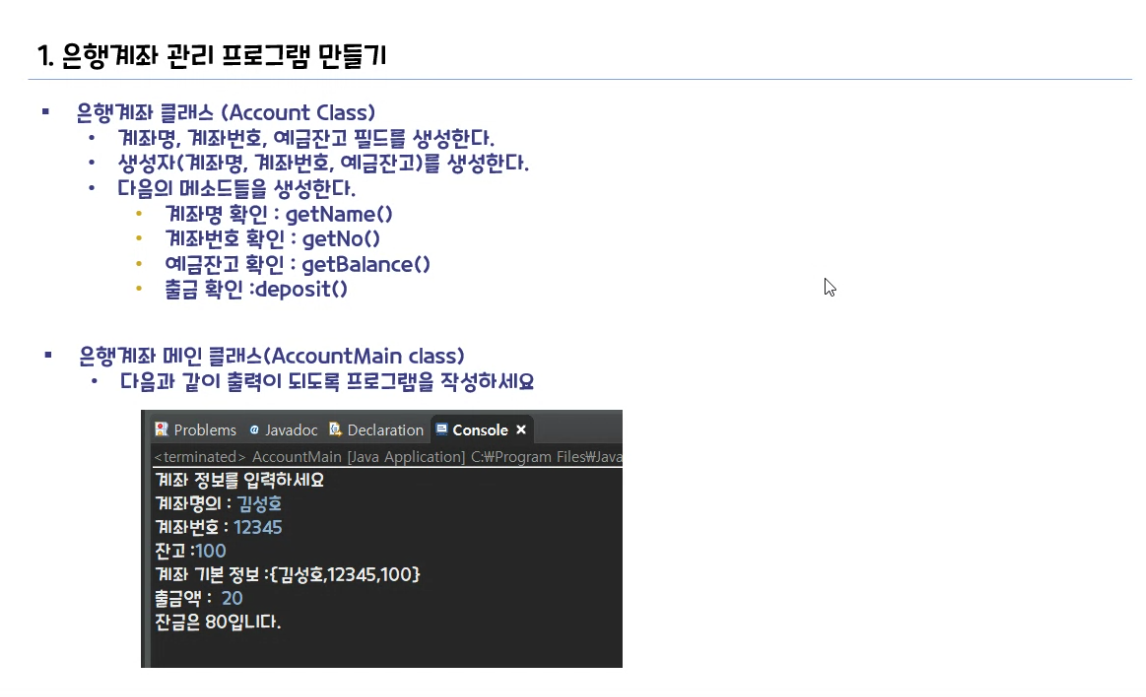 1. 은행계좌 관리 프로그램 만들기
▪ 은행계좌 클래스 (Account Class)
• 계좌명, 계좌번호, 예금잔고 필드를 생성한다.
• 생성자(계좌명, 계좌번호, 예금잔고)를 생성한다.
• 다음의 메소드들을 생성한다.
• 계좌명 확인 : getName()
• 계좌번호 확인 : getNo()
• 예금잔고 확인 : getBalance()
• 출금 확인 :deposit()
▪ 은행계좌 메인 클래스(AccountMain class)
• 다음과 같이 출력이 되도록 프로그램을 작성하세요
Problems Javadoc Declaration Console ×
<terminated> AccountMain [Java Application] C:₩Program Files₩Java
계좌 정보를 입력하세요
계좌명의 : 김성호
계좌번호 : 12345
잔고 :100
계좌 기본 정보 :{김성호,12345,100}
출금액 : 20
잔금은 80입니다.